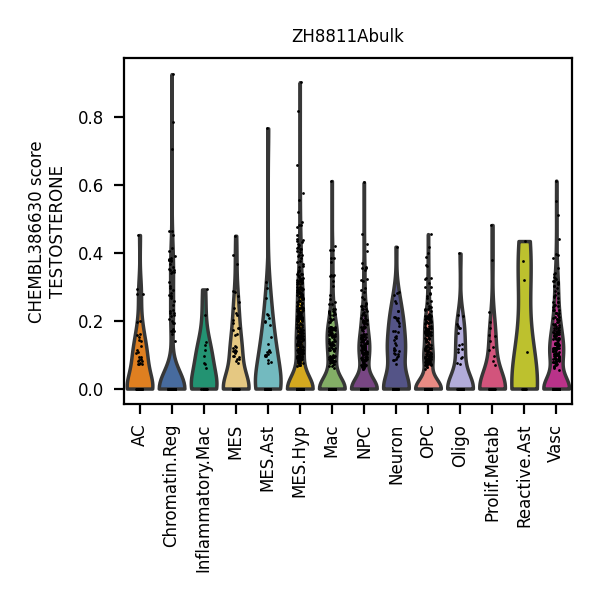 ZH8811Abulk
CHEMBL386630 score
TESTOSTERONE
0.8
0.6
0.4
0.2
0.0
AC
Chromatin.Reg
Inflammatory.Mac
MES
MES.Ast
MES.Hyp
Mac
NPC
Neuron
OPC
Oligo
Prolif.Metab
Reactive.Ast
Vasc